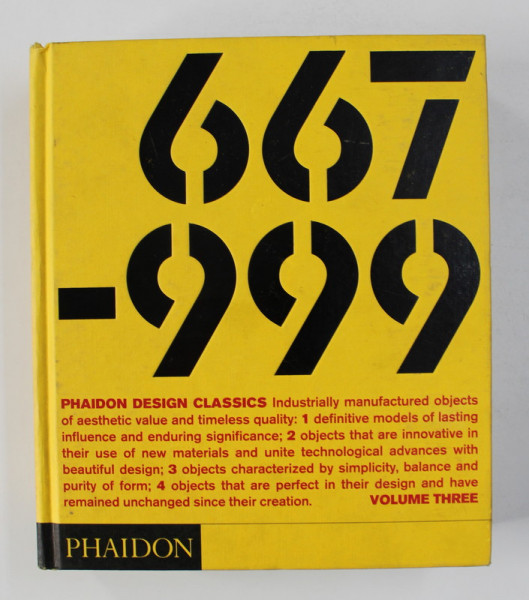 667
-999
PHAIDON DESIGN CLASSICS Industrially manufactured objects
of aesthetic value and timeless quality: 1 definitive models of lasting
influence and enduring significance; 2 objects that are innovative in
their use of new materials and unite technological advances with
beautiful design; 3 objects characterized by simplicity, balance and
purity of form; 4 objects that are perfect in their design and have
remained unchanged since their creation. VOLUME THREE
PHAIDON